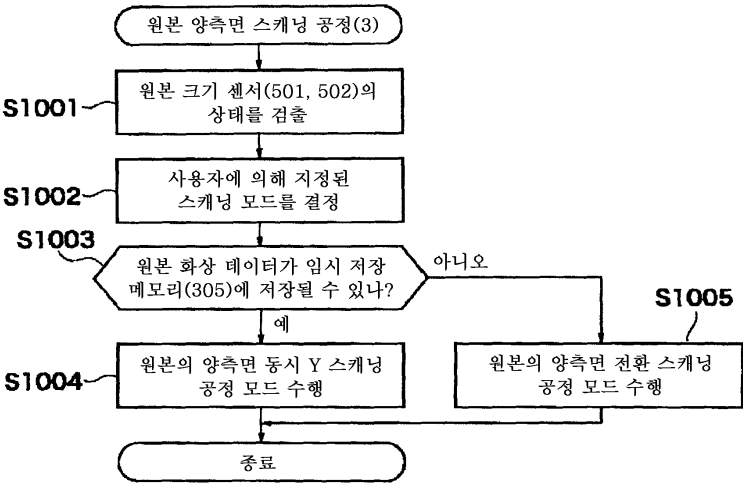 원본 양측면 스캐닝 공정(3)
S1001
원본 크기 센서(501, 502)의
상태를 검출
S1002
사용자에 의해 지정된
스캐닝 모드를 결정
S1003
원본 화상 데이터가 임시 저장
메모리(305)에 저장될 수 있나?
아니오
예
S1004
원본의 양측면 동시 Y 스캐닝
공정 모드 수행
S1005
원본의 양측면 전환 스캐닝
공정 모드 수행
종료